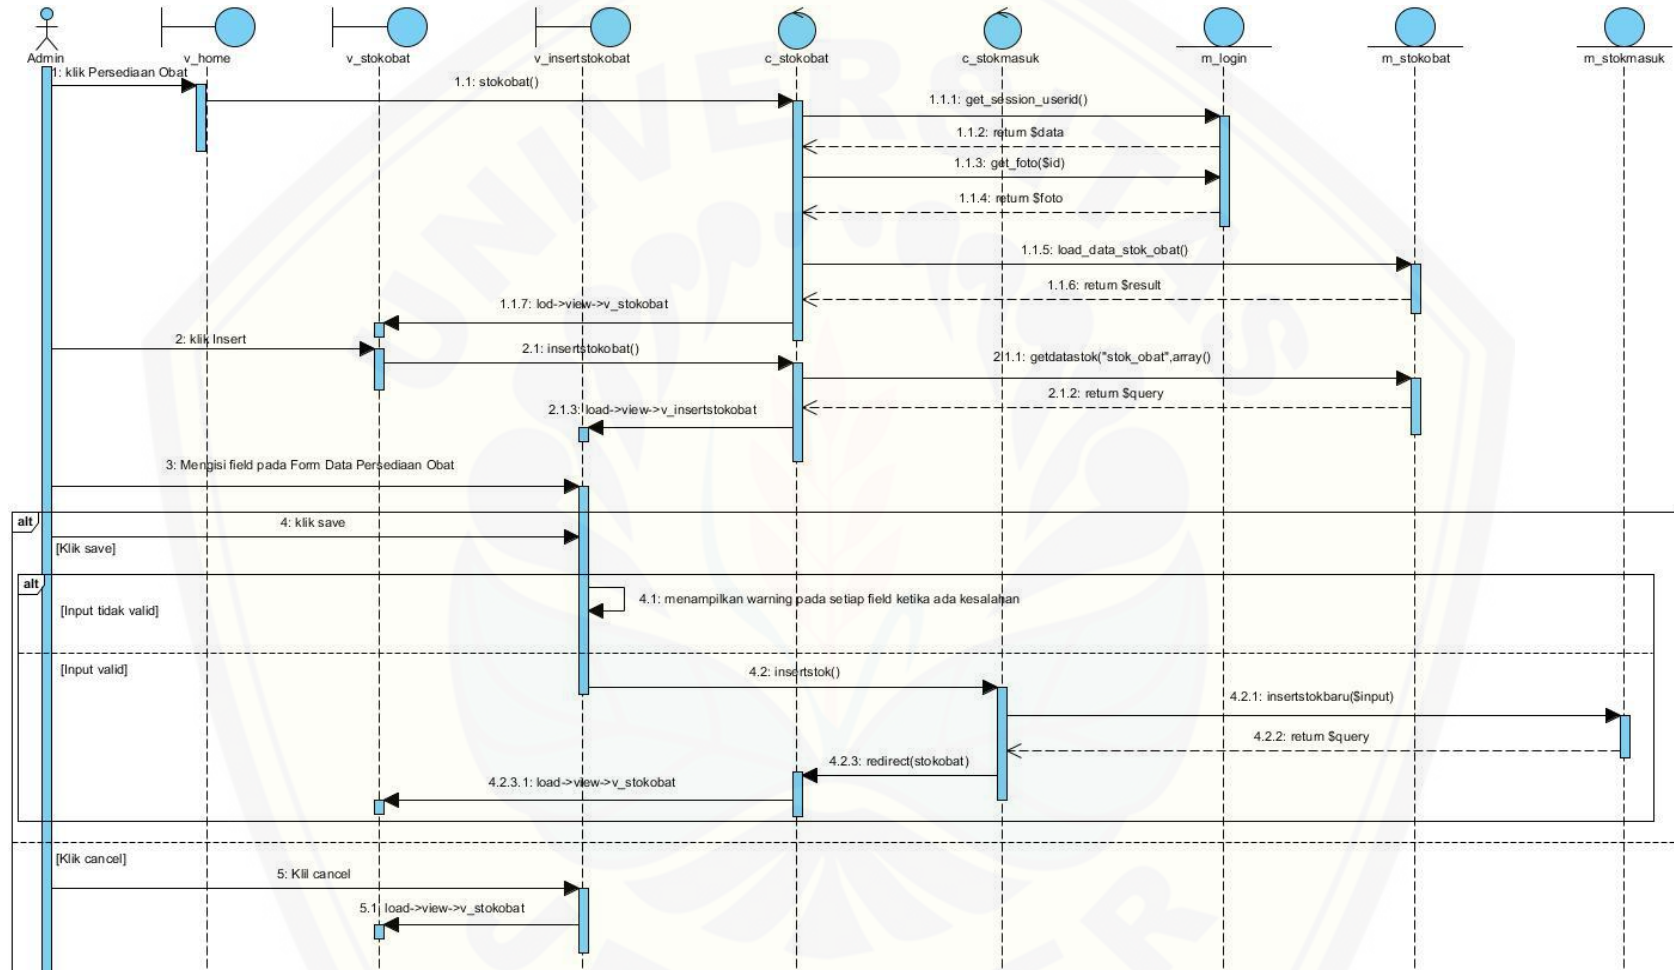 Admin
v_home
v_stokobat
v_insertstokobat
c_stokobat
c_stokmasuk
m_login
m_stokobat
m_stokmasuk
1: klik Persediaan Obat
1.1: stokobat()
1.1.1: get_session_userid()
1.1.2: return $data
1.1.3: get_foto($id)
1.1.4: return $foto
1.1.5: load_data_stok_obat()
1.1.6: return $result
1.1.7: lod->view->v_stokobat
2: klik Insert
2.1: insertstokobat()
2.1.1: getdatastok("stok_obat",array()
2.1.2: return $query
2.1.3: load->view->v_insertstokobat
3: Mengisi field pada Form Data Persediaan Obat
alt
4: klik save
[Klik save]
alt
4.1: menampilkan warning pada setiap field ketika ada kesalahan
[Input tidak valid]
[Input valid]
4.2: insertstok()
4.2.1: insertstokbaru($input)
4.2.2: return $query
4.2.3: redirect(stokobat)
4.2.3.1: load->view->v_stokobat
[Klik cancel]
5: Klil cancel
5.1: load->view->v_stokobat
UNIVERSITAS